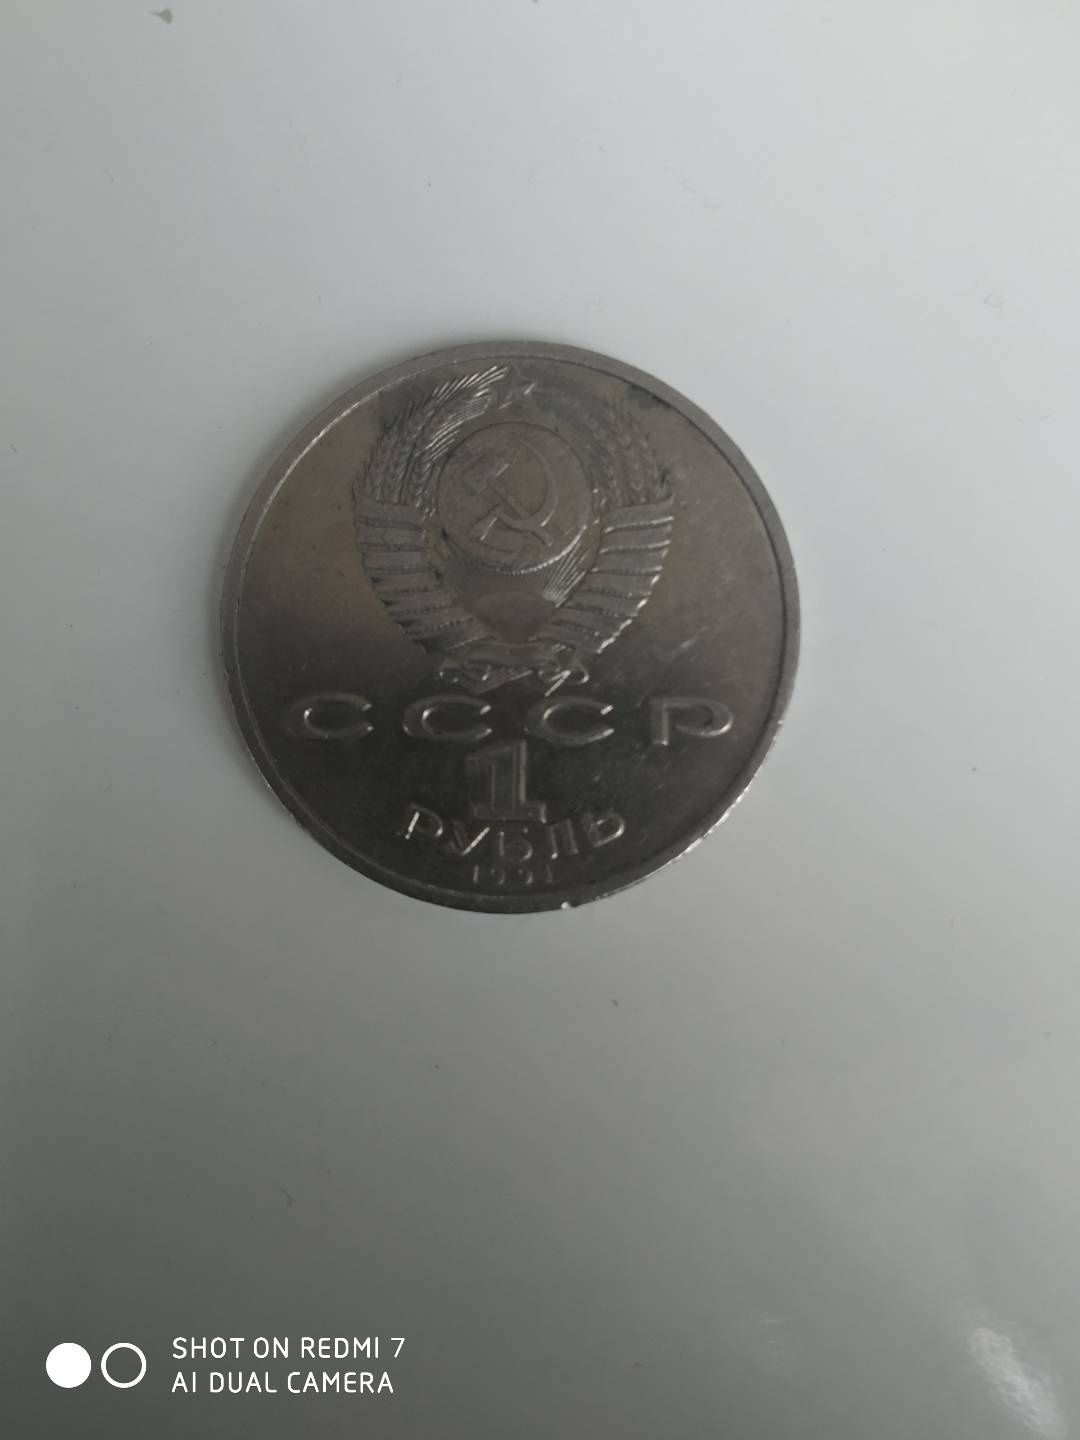 СССР
1
РУБЛЬ
1991
SHOT ON REDMI 7
AI DUAL CAMERA